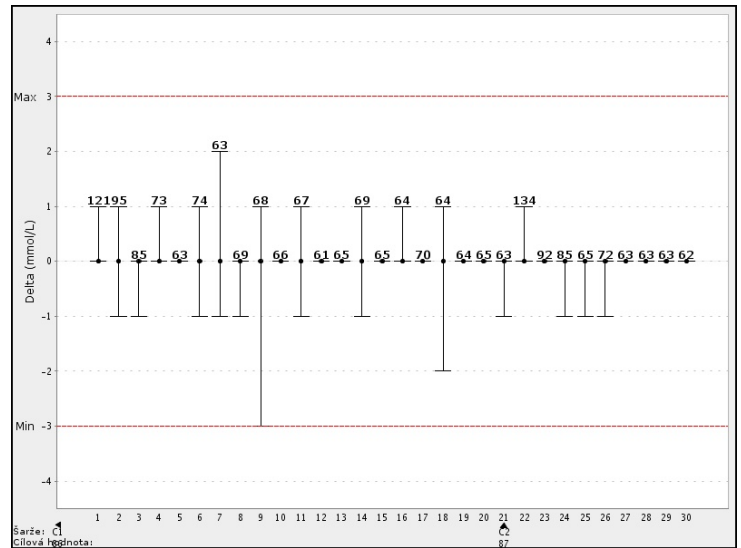 4
Max 3
2
63
1
121 95 73 74 68 67 69 64 64 134
Delta (mmol/L)
0
85 63 69 66 61 65 65 70 64 65 63 92 85 65 72 63 63 63 62
-1
-2
Min -3
-4
1 2 3 4 5 6 7 8 9 10 11 12 13 14 15 16 17 18 19 20 21 22 23 24 25 26 27 28 29 30
Šarže: C1 C2
Cílová hodnota: 87